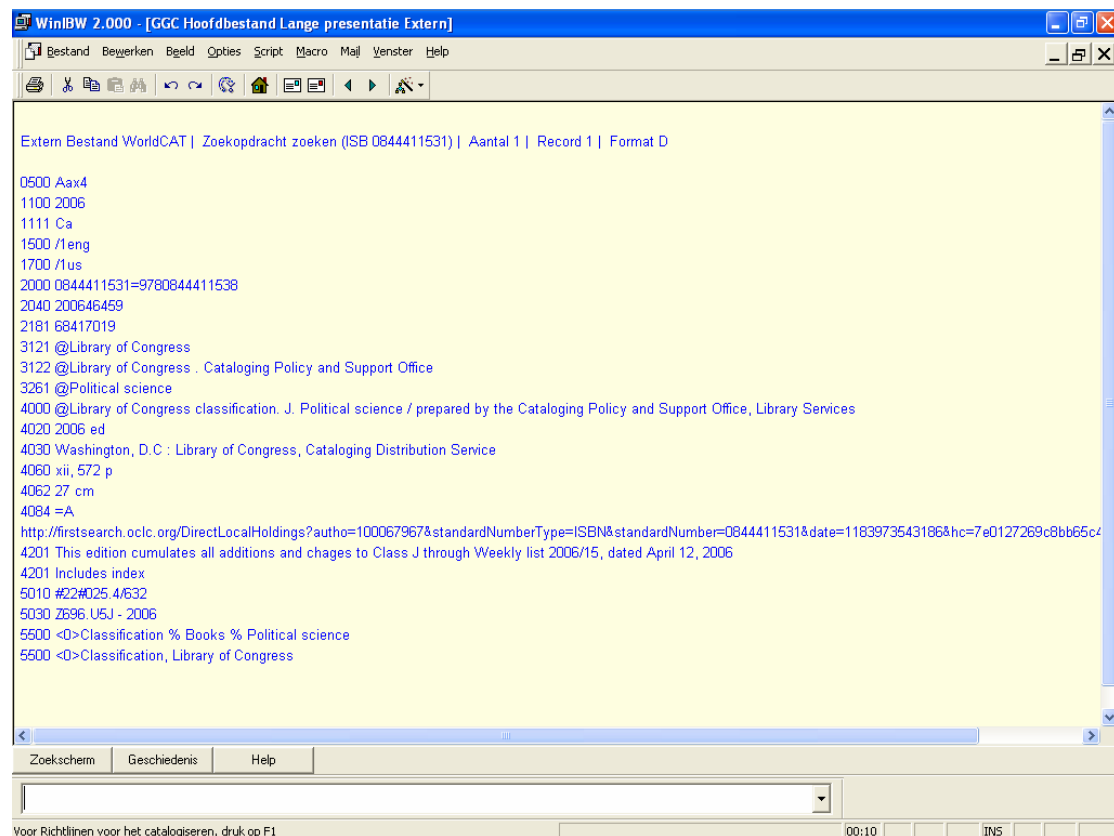 WinIBW 2.000 - [GGC Hoofdbestand Lange presentatie Extern]
Bestand Bewerken Beeld Opties Script Macro Mail Venster Help
Extern Bestand WorldCAT | Zoekopdracht zoeken (ISB 0844411531) | Aantal 1 | Record 1 | Format D
0500 Aax4
1100 2006
1111 Ca
1500 /1eng
1700 /1us
2000 0844411531=9780844411538
2040 200646459
2181 68417019
3121 @Library of Congress
3122 @Library of Congress . Cataloging Policy and Support Office
3261 @Political science
4000 @Library of Congress classification. J. Political science / prepared by the Cataloging Policy and Support Office, Library Services
4020 2006 ed
4030 Washington, D.C : Library of Congress, Cataloging Distribution Service
4060 xii, 572 p
4062 27 cm
4084 =A
http://firstsearch.oclc.org/DirectLocalHoldings?autho=100067967&standardNumberType=ISBN&standardNumber=0844411531&date=1183973543186&hc=7e0127269c8bb65c4
4201 This edition cumulates all additions and chages to Class J through Weekly list 2006/15, dated April 12, 2006
4201 Includes index
5010 #22#025.4/632
5030 Z696.U5J - 2006
5500 <0>Classification % Books % Political science
5500 <0>Classification, Library of Congress
Zoekscherm Geschiedenis Help
Voor Richtlijnen voor het catalogiseren, druk op F1 00:10 INS